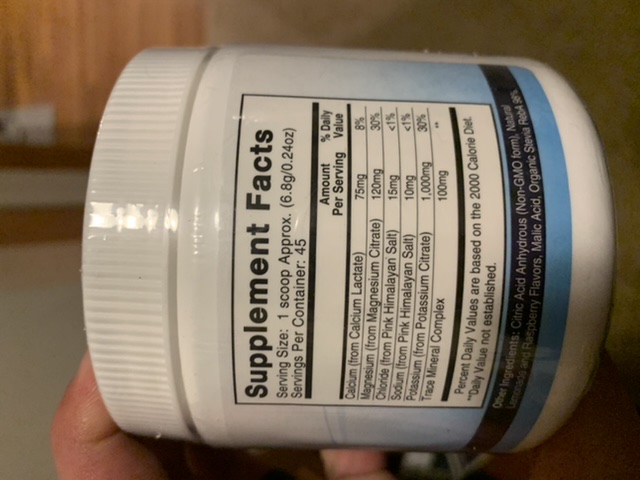 Supplement Facts
Serving Size: 1 scoop Approx. (6.8g/0.24oz)
Servings Per Container: 45
Amount Per Serving % Daily Value
Calcium (from Calcium Lactate) 75mg 8%
Magnesium (from Magnesium Citrate) 120mg 30%
Chloride (from Pink Himalayan Salt) 15mg <1%
Sodium (from Pink Himalayan Salt) 10mg <1%
Potassium (from Potassium Citrate) 1,000mg 30%
Trace Mineral Complex 100mg **
Percent Daily Values are based on the 2000 Calorie Diet.
**Daily Value not established.
Other Ingredients: Citric Acid Anhydrous (Non-GMO form), Natural
Lemonade and Raspberry Flavors, Malic Acid, Organic Stevia RebA 98%